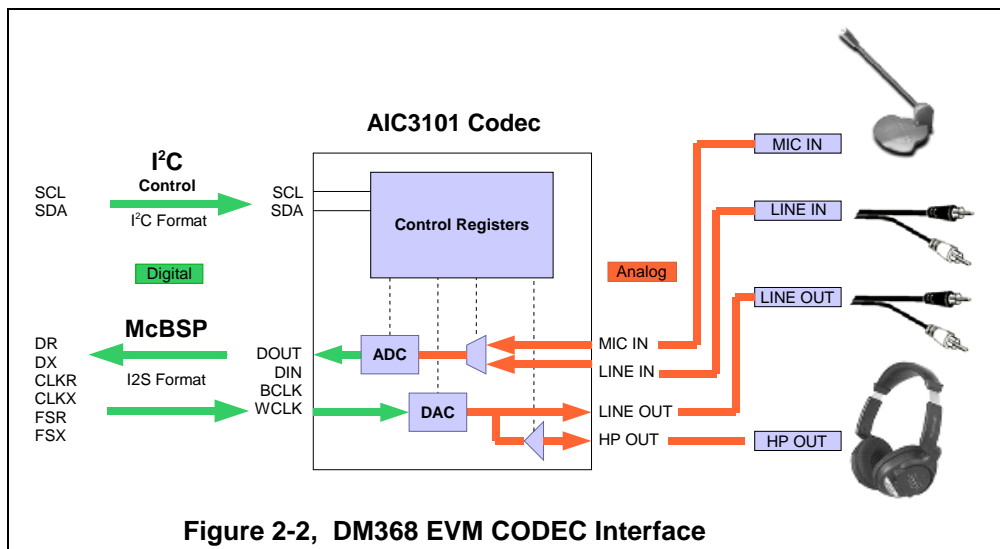 AIC3101 Codec
I²C
Control
SCL
SDA
I²C Format
SCL
SDA
Control Registers
MIC IN
LINE IN
Digital
Analog
LINE OUT
McBSP
DR
DX
CLKR
CLKX
FSR
FSX
I2S Format
DOUT
DIN
BCLK
WCLK
ADC
DAC
MIC IN
LINE IN
LINE OUT
HP OUT
HP OUT
Figure 2-2, DM368 EVM CODEC Interface